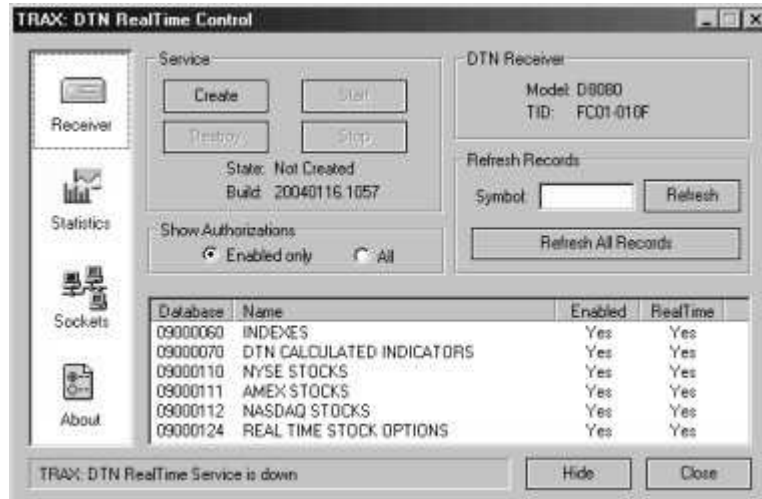 TRAX: DTN RealTime Control
Receiver
Statistics
Sockets
About
Service
Create
Start
Destroy
Stop
State: Not Created
Build: 20040116.1057
Show Authorizations
Enabled only
All
DTN Receiver
Model: D8080
TID: FC01-010F
Refresh Records
Symbol:
Refresh
Refresh All Records
Database Name Enabled RealTime
09000060 INDEXES Yes Yes
09000070 DTN CALCULATED INDICATORS Yes Yes
09000110 NYSE STOCKS Yes Yes
09000111 AMEX STOCKS Yes Yes
09000112 NASDAQ STOCKS Yes Yes
09000124 REAL TIME STOCK OPTIONS Yes Yes
TRAX: DTN RealTime Service is down
Hide
Close